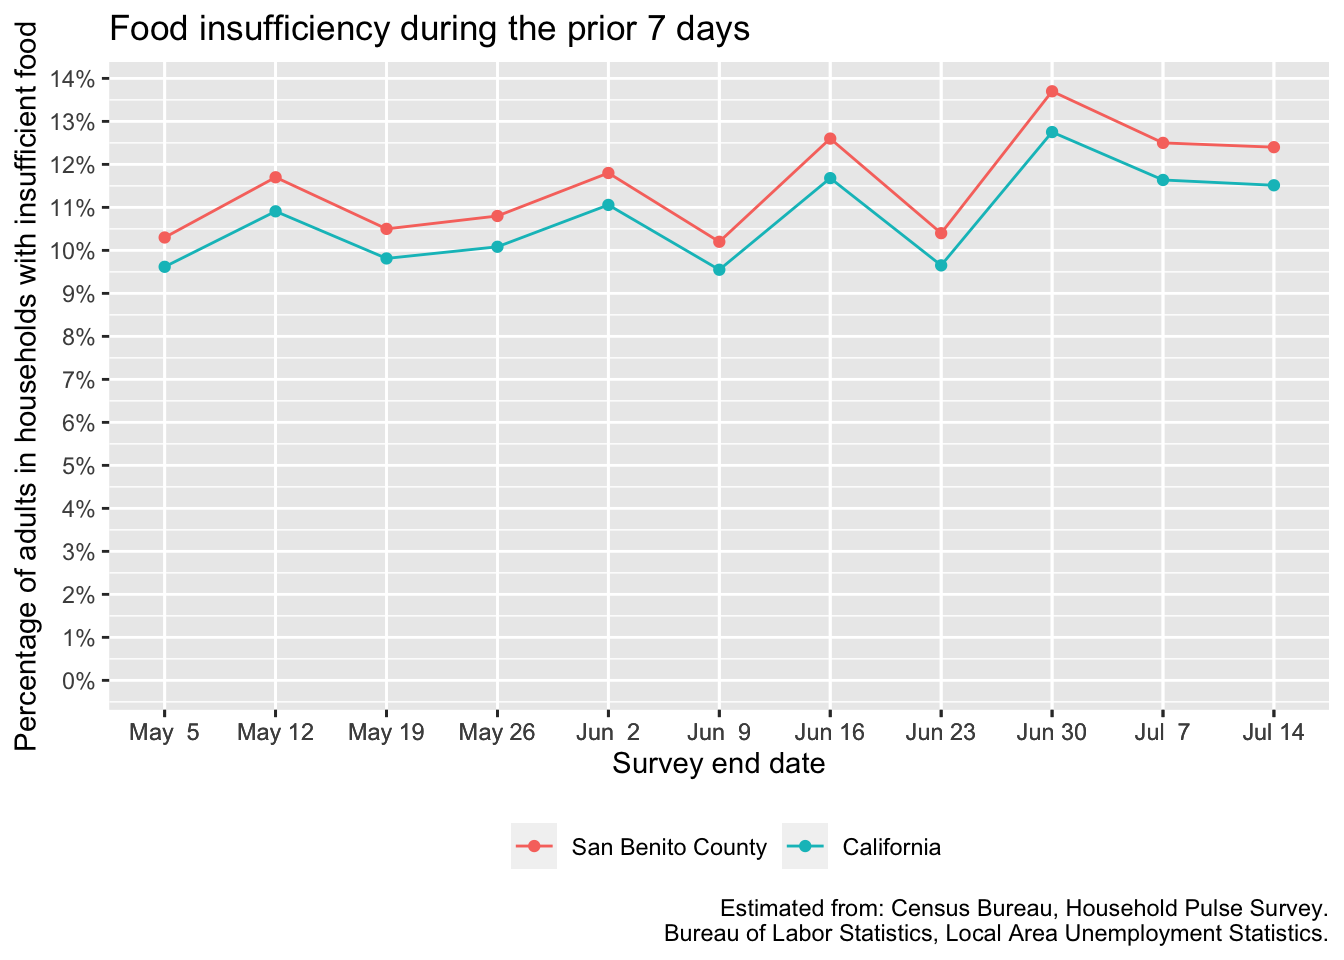 Food insufficiency during the prior 7 days
Percentage of adults in households with insufficient food
14%
13%
12%
11%
10%
9%
8%
7%
6%
5%
4%
3%
2%
1%
0%
May  5 May 12 May 19 May 26 Jun  2 Jun  9 Jun 16 Jun 23 Jun 30 Jul  7 Jul 14
Survey end date
San Benito County California
Estimated from: Census Bureau, Household Pulse Survey.
Bureau of Labor Statistics, Local Area Unemployment Statistics.